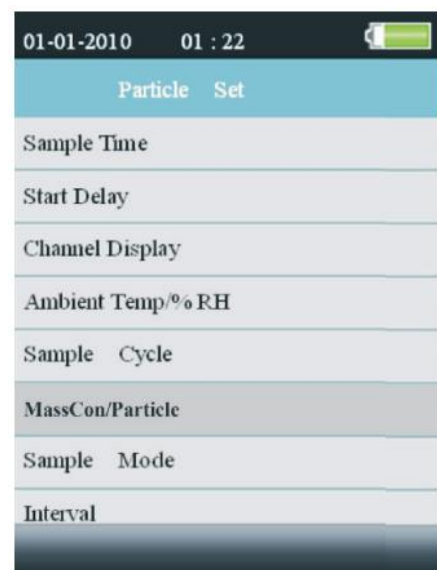 01-01-2010 01 : 22
Particle Set
Sample Time
Start Delay
Channel Display
Ambient Temp/% RH
Sample Cycle
MassCon/Particle
Sample Mode
Interval